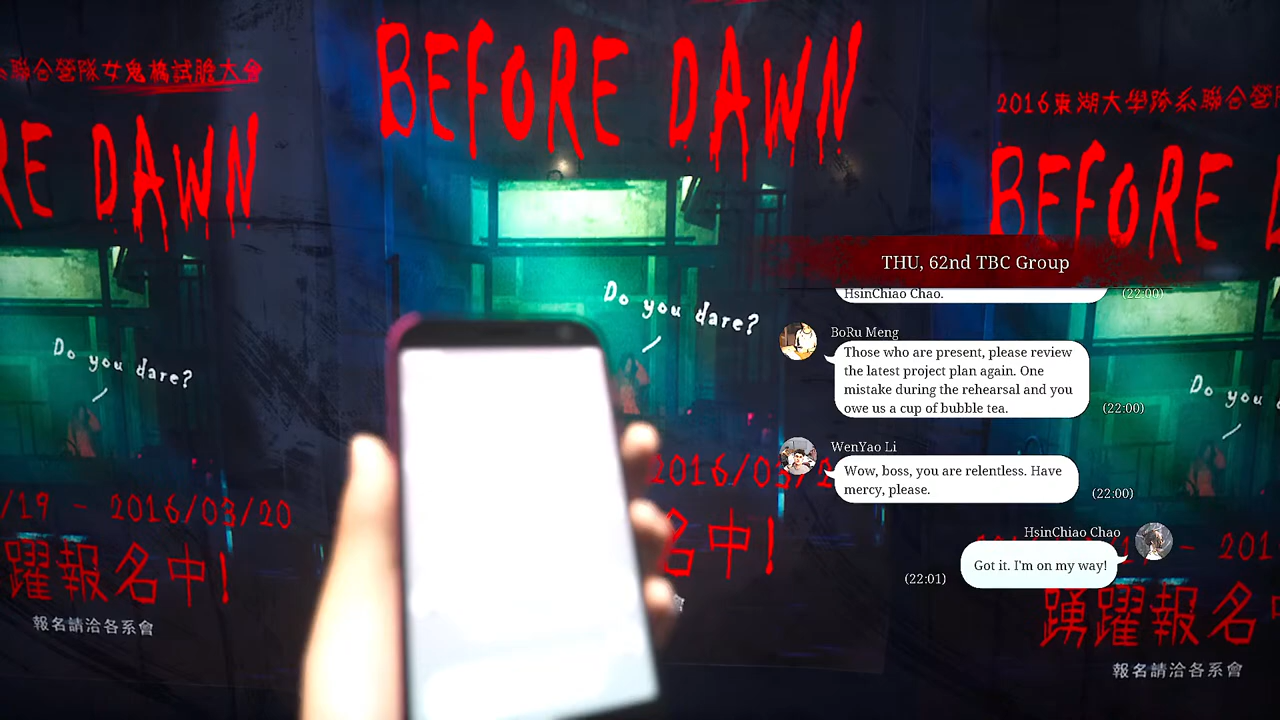 聯合營隊女鬼橋試膽大會
RE DAWN
Do you dare?
/19 - 2016/03/20
躍報名中!
報名請洽各系會
BEFORE DAWN
Do you dare?
2016/03/
名中!
2016東湖大學跨系聯合營
BEFORE
Do you
- 201
踴躍報名
報名請洽各系會
THU, 62nd TBC Group
HsinChiao Chao.
(22:00)
BoRu Meng
Those who are present, please review
the latest project plan again. One
mistake during the rehearsal and you
owe us a cup of bubble tea.
(22:00)
WenYao Li
Wow, boss, you are relentless. Have
mercy, please.
(22:00)
HsinChiao Chao
Got it. I'm on my way!
(22:01)